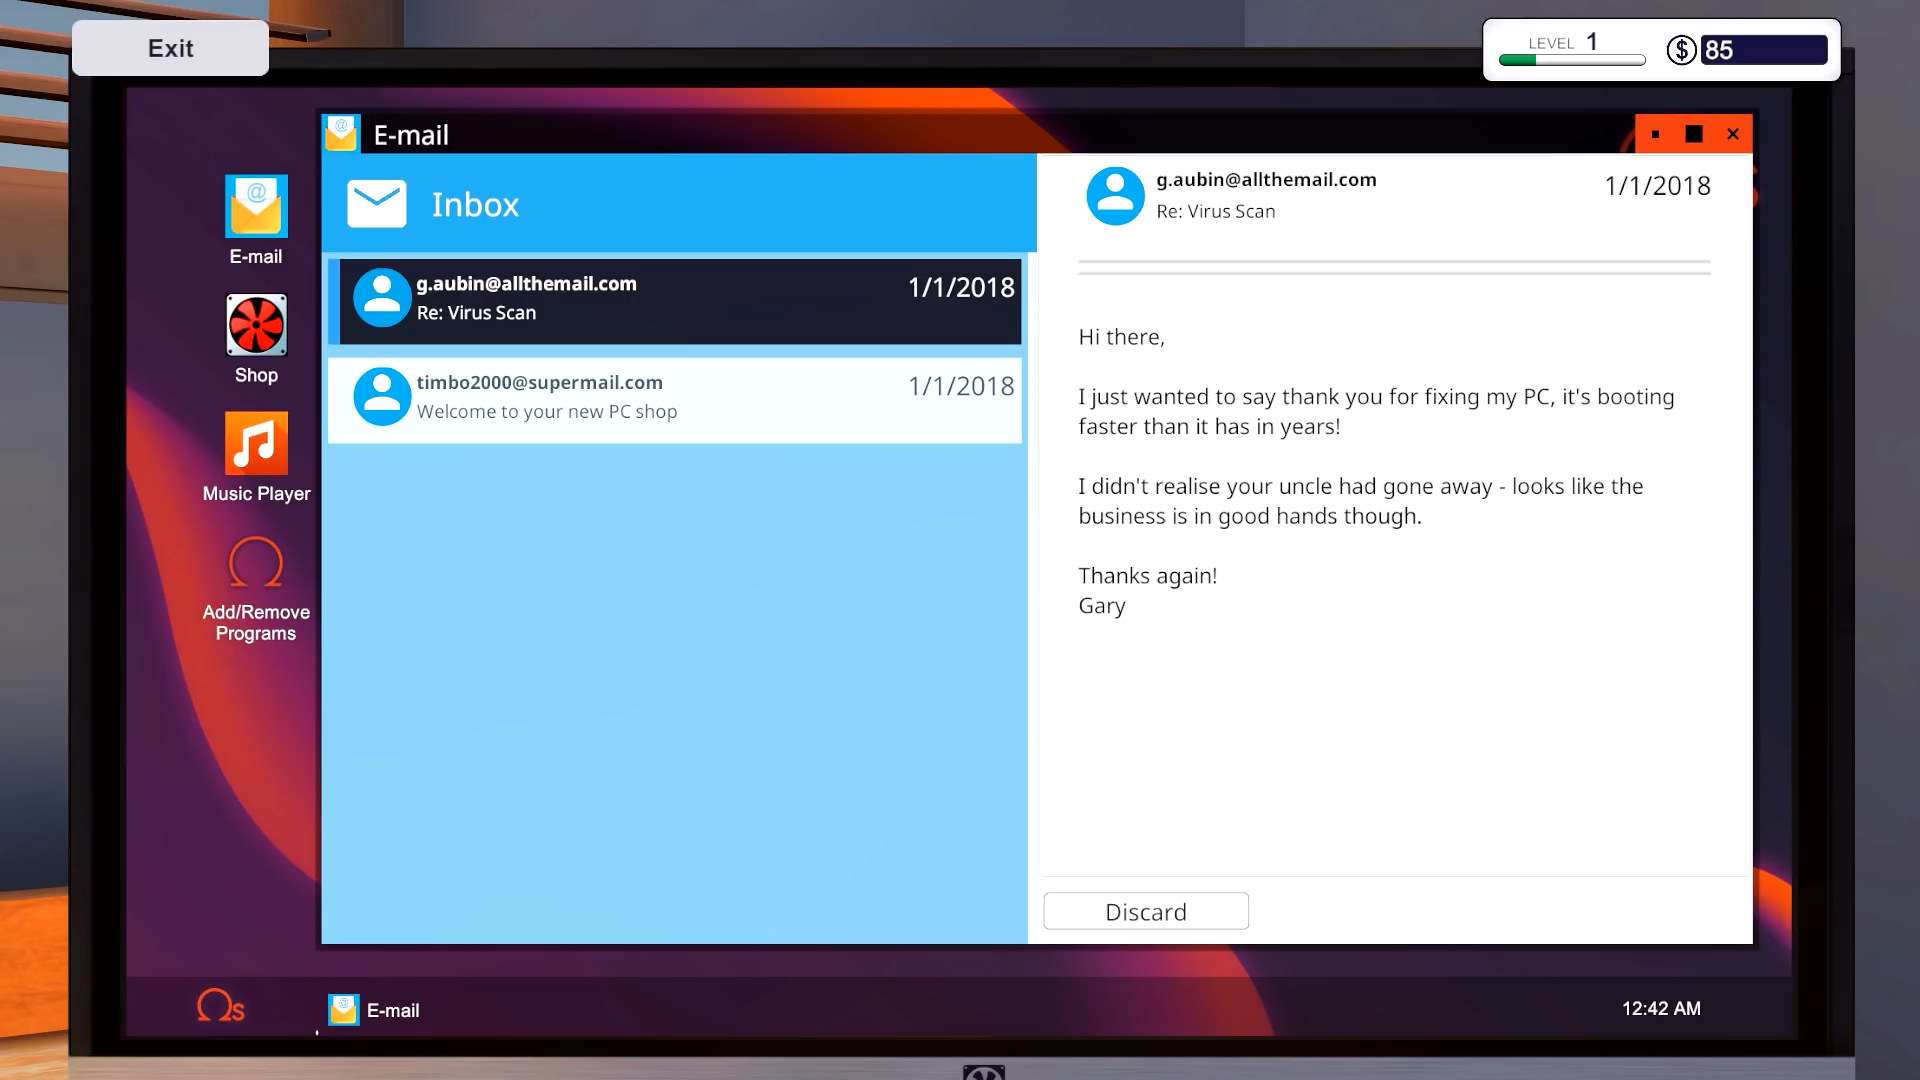 Exit
LEVEL 1
$ 85
E-mail
E-mail
Shop
Music Player
Add/Remove
Programs
Inbox
g.aubin@allthemail.com
1/1/2018
Re: Virus Scan
timbo2000@supermail.com
1/1/2018
Welcome to your new PC shop
g.aubin@allthemail.com
1/1/2018
Re: Virus Scan
Hi there,
I just wanted to say thank you for fixing my PC, it's booting
faster than it has in years!
I didn't realise your uncle had gone away - looks like the
business is in good hands though.
Thanks again!
Gary
Discard
Ωs
E-mail
12:42 AM